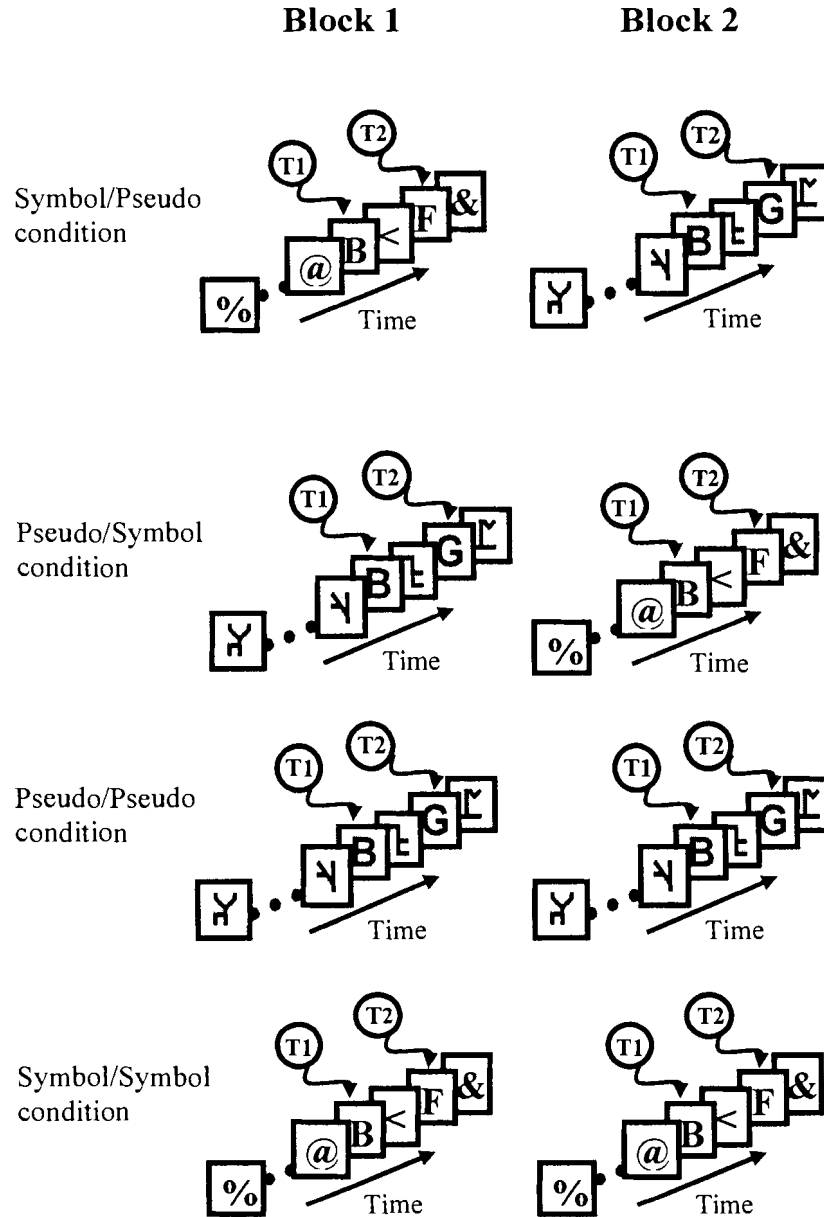 Block 1 Block 2
T1 T2 T1 T2
Symbol/Pseudo
condition
% @ B < F &
B G
Time Time
Pseudo/Symbol
condition
T1 T2 T1 T2
B G
% @ B < F &
Time Time
Pseudo/Pseudo
condition
T1 T2 T1 T2
B G B G
Time Time
Symbol/Symbol
condition
T1 T2 T1 T2
% @ B < F & % @ B < F &
Time Time